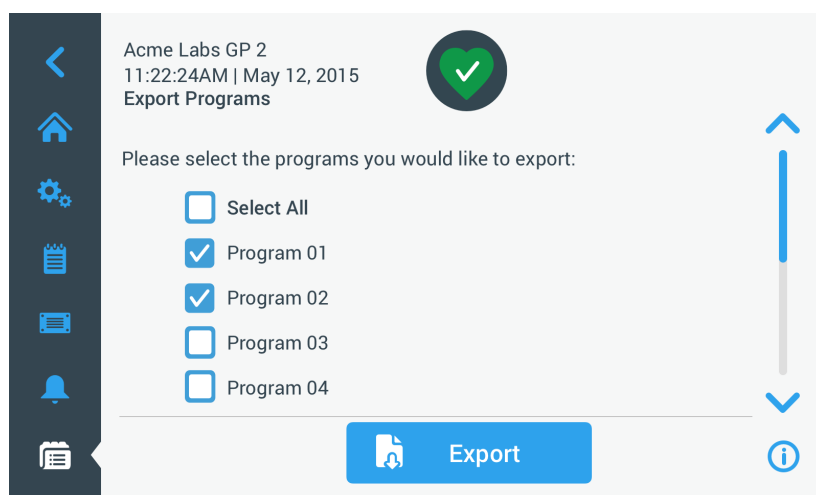 Acme Labs GP 2
11:22:24AM | May 12, 2015
Export Programs
Please select the programs you would like to export:
Select All
Program 01
Program 02
Program 03
Program 04
Export